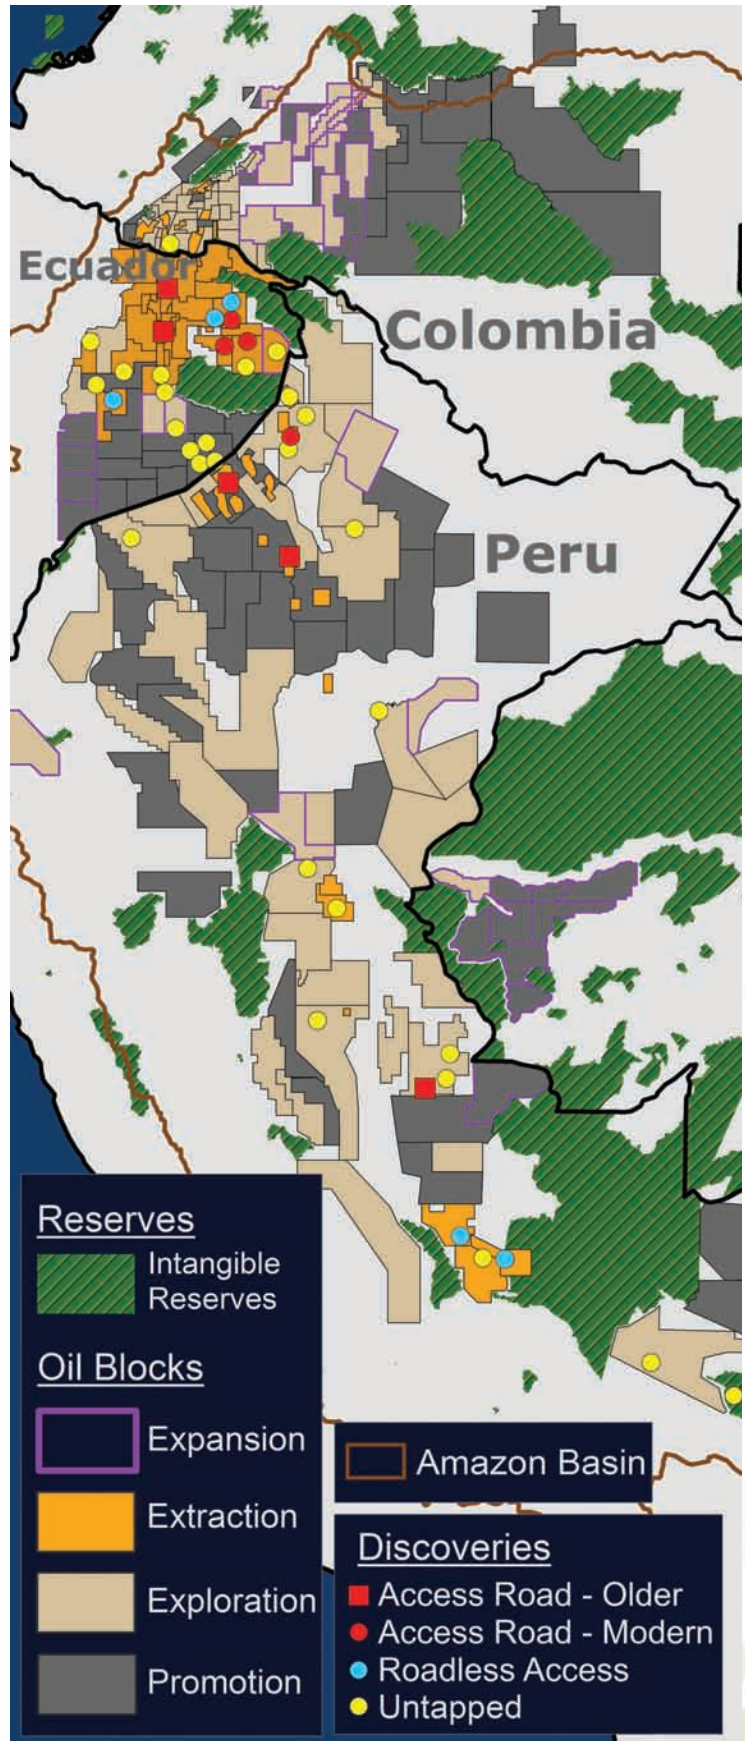 Ecuador
Colombia
Peru
Reserves
Intangible
Reserves
Oil Blocks
Expansion
Extraction
Exploration
Promotion
Amazon Basin
Discoveries
Access Road - Older
Access Road - Modern
Roadless Access
Untapped